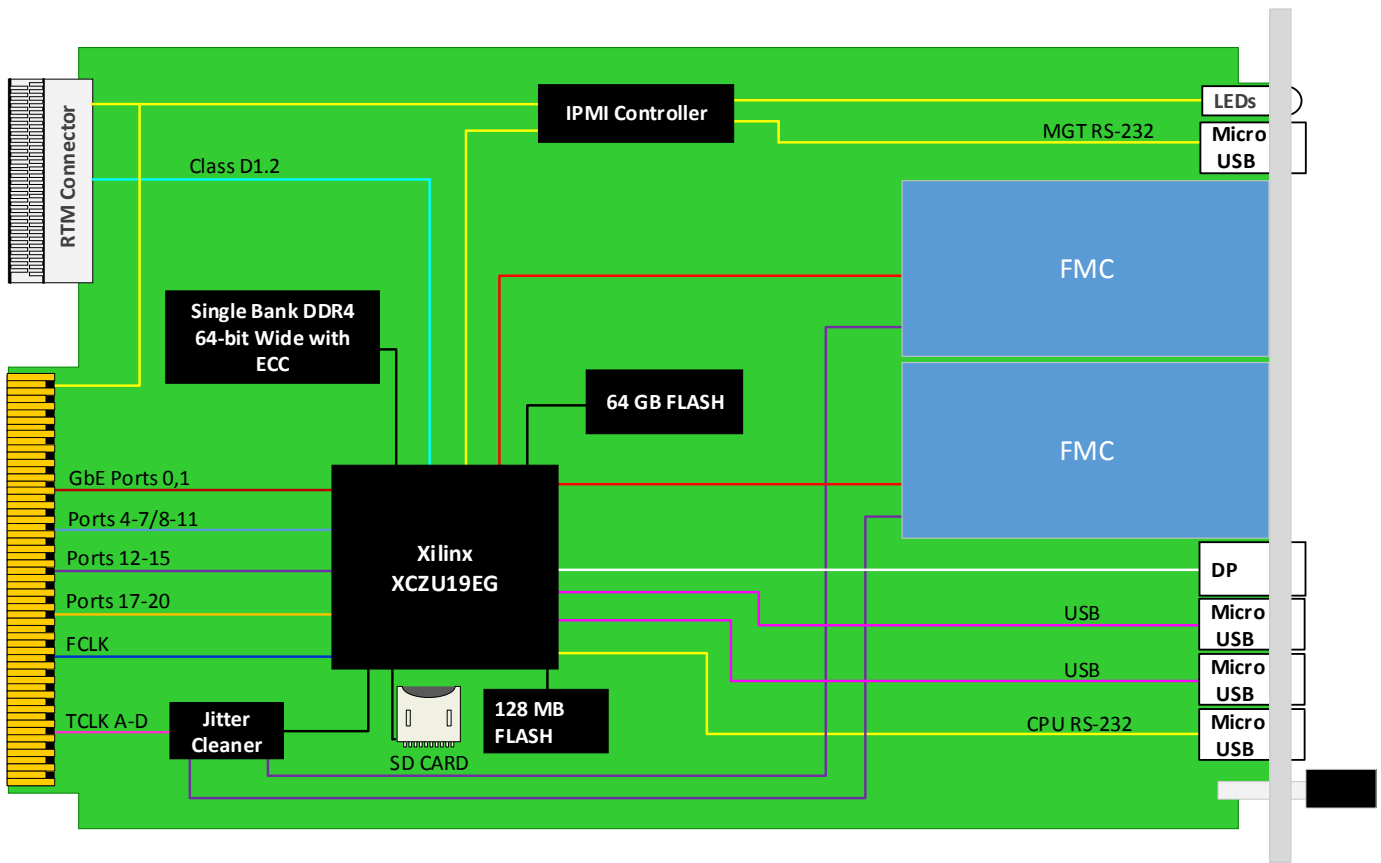 LEDs
IPMI Controller
MGT RS-232
Micro
USB
RTM Connector
Class D1.2
FMC
Single Bank DDR4
64-bit Wide with
ECC
64 GB FLASH
FMC
GbE Ports 0,1
Ports 4-7/8-11
Ports 12-15
Ports 17-20
FCLK
TCLK A-D
Xilinx
XCZU19EG
DP
USB
Micro
USB
USB
Micro
USB
CPU RS-232
Micro
USB
Jitter
Cleaner
SD CARD
128 MB
FLASH